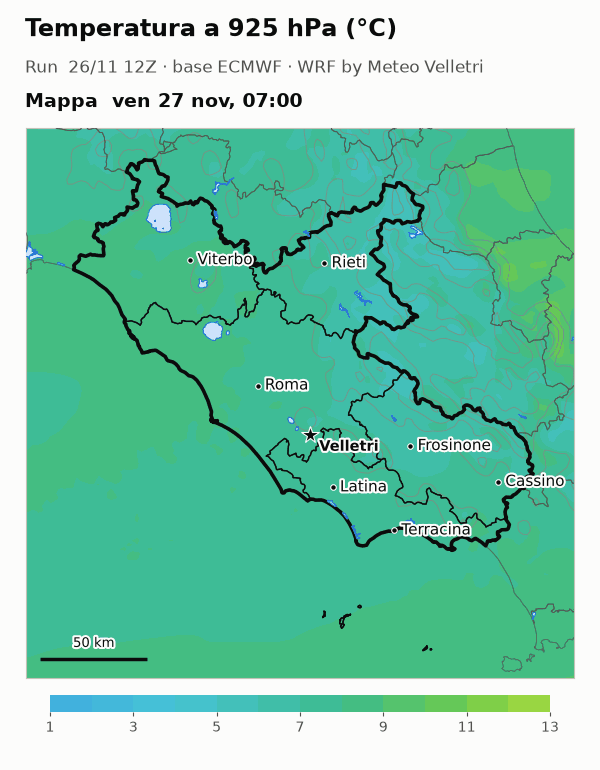 Temperatura a 925 hPa (°C)
Run  26/11 12Z · base ECMWF · WRF by Meteo Velletri
Mappa  ven 27 nov, 07:00
Viterbo
Rieti
Roma
Velletri
Frosinone
Cassino
Latina
Terracina
50 km
1 3 5 7 9 11 13